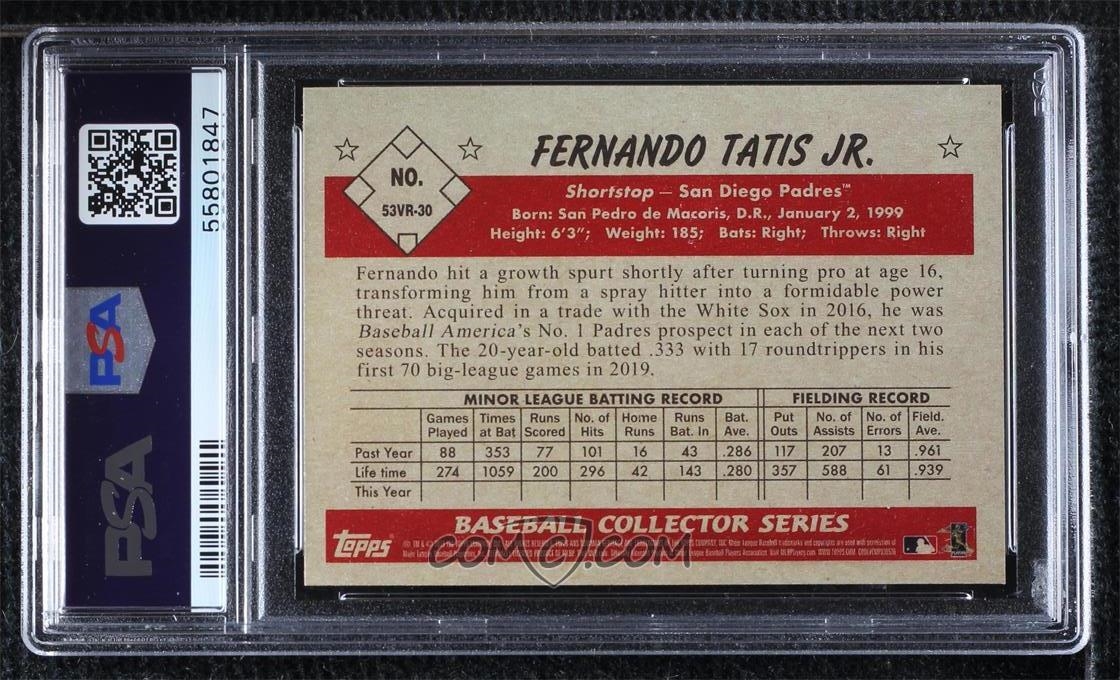 55801847
PSA
PSA
NO.
53VR-30
FERNANDO TATIS JR.
Shortstop — San Diego Padres™
Born: San Pedro de Macoris, D.R., January 2, 1999
Height: 6'3"; Weight: 185; Bats: Right; Throws: Right
Fernando hit a growth spurt shortly after turning pro at age 16,
transforming him from a spray hitter into a formidable power
threat. Acquired in a trade with the White Sox in 2016, he was
Baseball America's No. 1 Padres prospect in each of the next two
seasons. The 20-year-old batted .333 with 17 roundtrippers in his
first 70 big-league games in 2019.
MINOR LEAGUE BATTING RECORD FIELDING RECORD
Games Times Runs No. of Home Runs Bat. Put No. of No. of Field.
Played at Bat Scored Hits Runs Bat. In Ave. Outs Assists Errors Ave.
Past Year 88 353 77 101 16 43 .286 117 207 13 .961
Life time 274 1059 200 296 42 143 .280 357 588 61 .939
This Year
BASEBALL COLLECTOR SERIES
Topps
COMC.COM